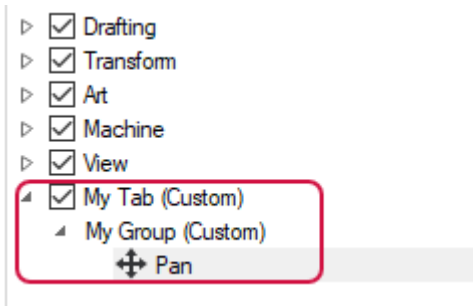 Drafting
Transform
Art
Machine
View
My Tab (Custom)
My Group (Custom)
Pan